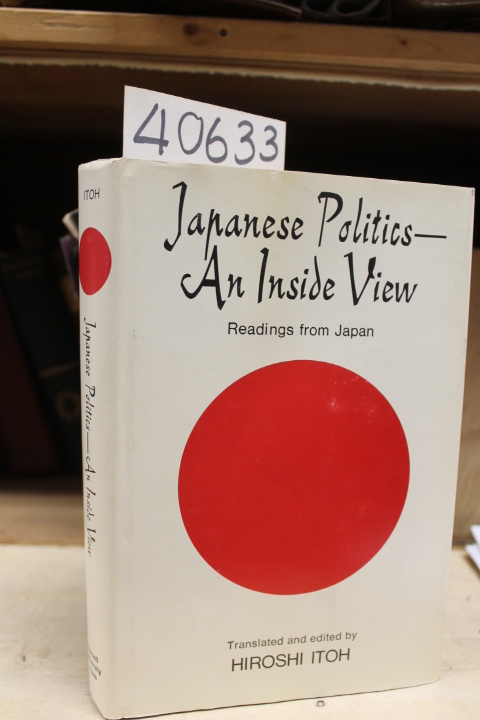 40633
ITOH
Japanese Politics—
An Inside View
Readings from Japan
Japanese Politics—An Inside View
Translated and edited by
HIROSHI ITOH